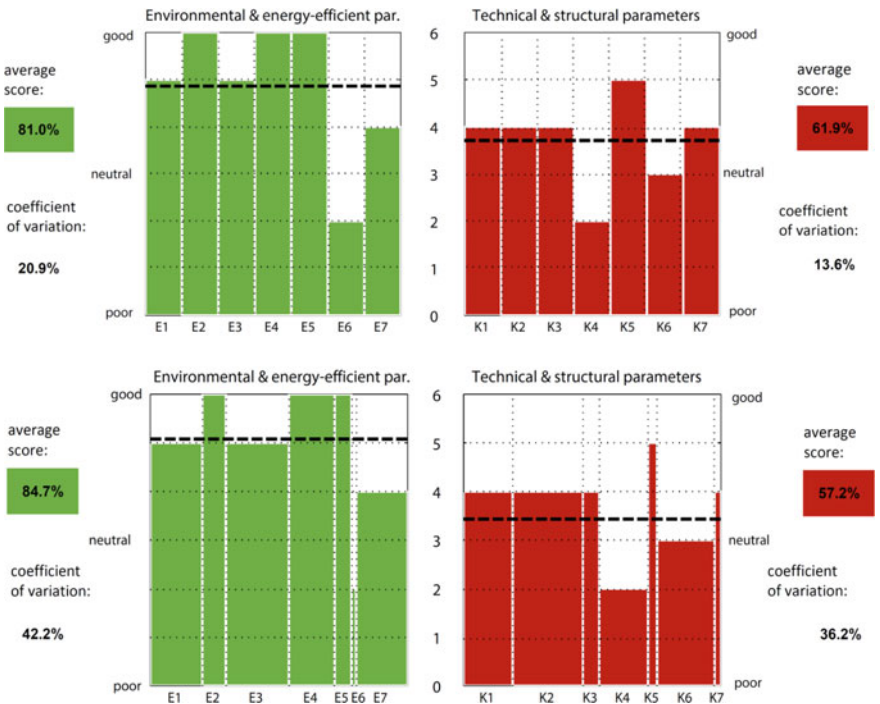 Environmental & energy-efficient par.
good
average
score:
81.0%
neutral
coefficient
of variation:
20.9%
poor
E1 E2 E3 E4 E5 E6 E7
Technical & structural parameters
6
5
4
3
2
1
0
good
average
score:
61.9%
neutral
coefficient
of variation:
13.6%
poor
K1 K2 K3 K4 K5 K6 K7
Environmental & energy-efficient par.
good
average
score:
84.7%
neutral
coefficient
of variation:
42.2%
poor
E1 E2 E3 E4 E5 E6 E7
Technical & structural parameters
6
5
4
3
2
1
0
good
average
score:
57.2%
neutral
coefficient
of variation:
36.2%
poor
K1 K2 K3 K4 K5 K6 K7